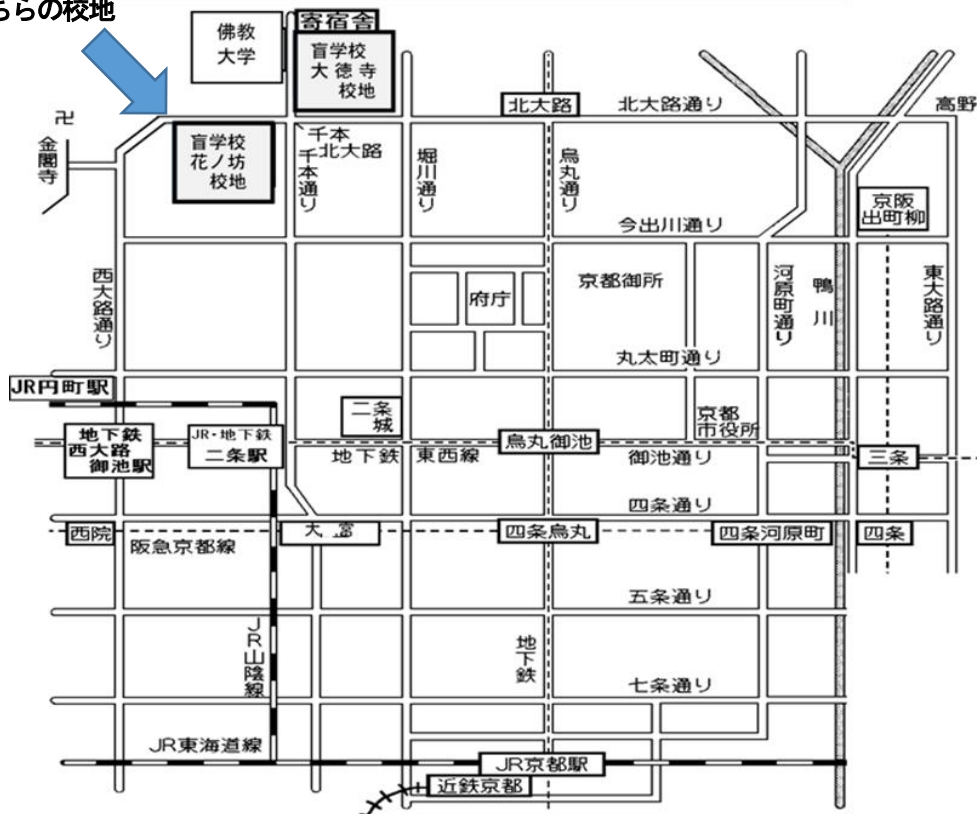 ちらの校地
佛教
大学
寄宿舎
盲学校
大徳寺
校地
北大路
北大路通り
高野
卍
金閣寺
盲学校
花ノ坊
校地
千本
北大路
千本通り
堀川通り
烏丸通り
京阪
出町柳
今出川通り
西大路通り
府庁
京都御所
河原町通り
鴨川
東大路通り
丸太町通り
JR円町駅
二条
城
京都
市役所
地下鉄
西大路
御池駅
JR・地下鉄
二条駅
地下鉄
東西線
烏丸御池
御池通り
三条
四条通り
西院
大
阪急京都線
四条烏丸
四条河原町
四条
五条通り
JR山陰線
地下鉄
七条通り
JR東海道線
JR京都駅
近鉄京都